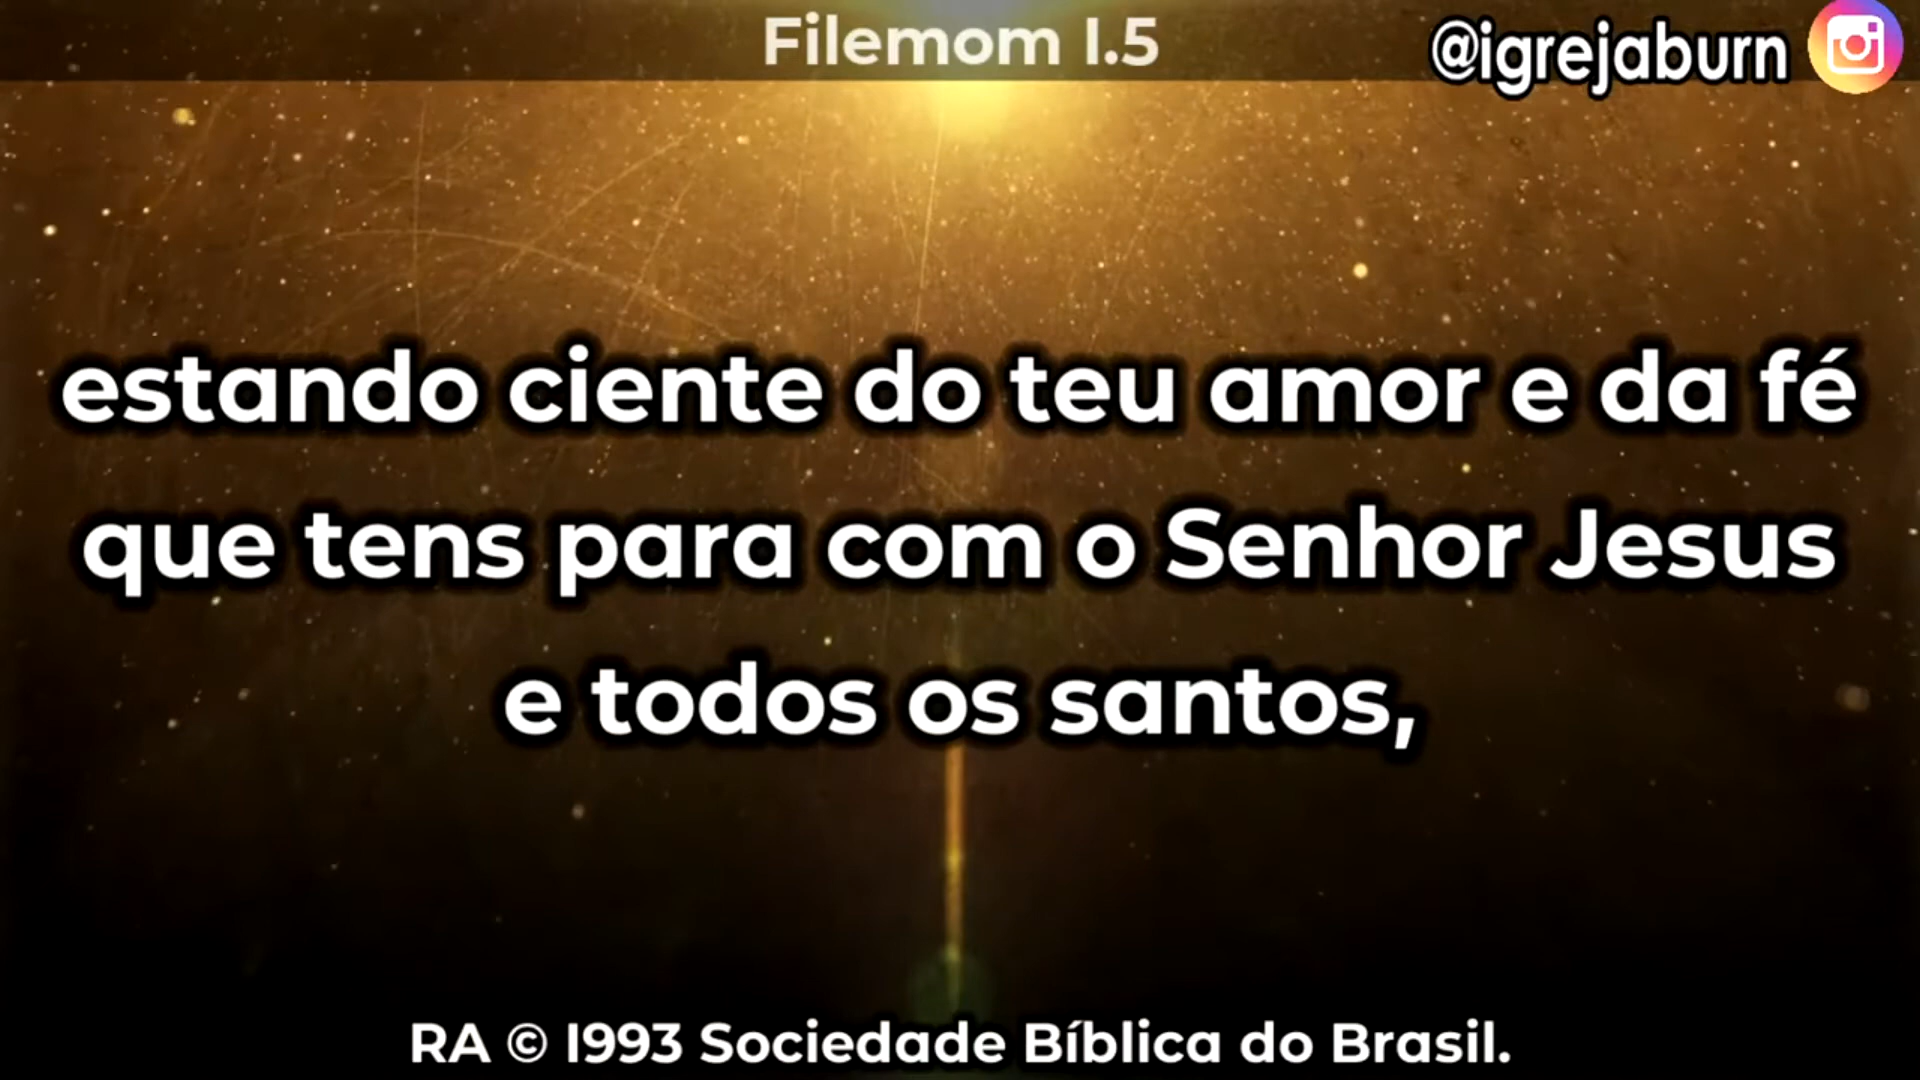 Filemom 1.5
@igrejaburn
estando ciente do teu amor e da fé
que tens para com o Senhor Jesus
e todos os santos,
RA © 1993 Sociedade Bíblica do Brasil.